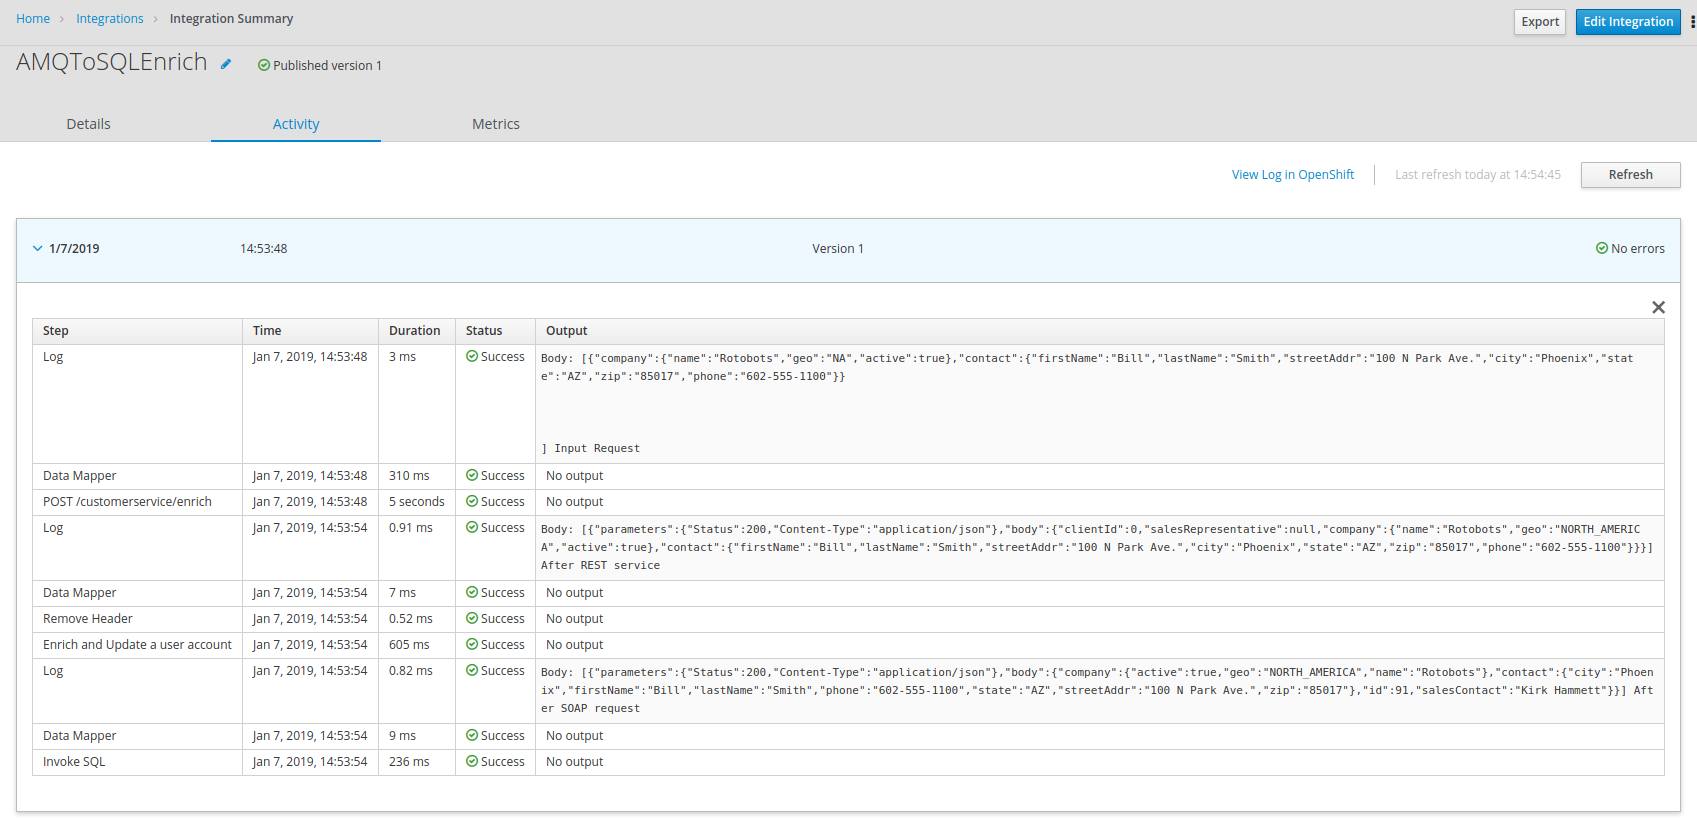 Home > Integrations > Integration Summary
Export Edit Integration
AMQToSQLEnrich Published version 1
Details Activity Metrics
View Log in OpenShift Last refresh today at 14:54:45 Refresh
1/7/2019 14:53:48 Version 1 No errors
Step Time Duration Status Output
Log Jan 7, 2019, 14:53:48 3 ms Success Body: [{"company":{"name":"Rotobots","geo":"NA","active":true},"contact":{"firstName":"Bill","lastName":"Smith","streetAddr":"100 N Park Ave.","city":"Phoenix","stat
e":"AZ","zip":"85017","phone":"602-555-1100"}}
] Input Request
Data Mapper Jan 7, 2019, 14:53:48 310 ms Success No output
POST /customerservice/enrich Jan 7, 2019, 14:53:48 5 seconds Success No output
Log Jan 7, 2019, 14:53:54 0.91 ms Success Body: [{"parameters":{"Status":200,"Content-Type":"application/json"},"body":{"clientId":0,"salesRepresentative":null,"company":{"name":"Rotobots","geo":"NORTH_AMERIC
A","active":true},"contact":{"firstName":"Bill","lastName":"Smith","streetAddr":"100 N Park Ave.","city":"Phoenix","state":"AZ","zip":"85017","phone":"602-555-1100"}}}]
After REST service
Data Mapper Jan 7, 2019, 14:53:54 7 ms Success No output
Remove Header Jan 7, 2019, 14:53:54 0.52 ms Success No output
Enrich and Update a user account Jan 7, 2019, 14:53:54 605 ms Success No output
Log Jan 7, 2019, 14:53:54 0.82 ms Success Body: [{"parameters":{"Status":200,"Content-Type":"application/json"},"body":{"company":{"active":true,"geo":"NORTH_AMERICA","name":"Rotobots"},"contact":{"city":"Phoen
ix","firstName":"Bill","lastName":"Smith","phone":"602-555-1100","state":"AZ","streetAddr":"100 N Park Ave.","zip":"85017"},"id":91,"salesContact":"Kirk Hammett"}}] Aft
er SOAP request
Data Mapper Jan 7, 2019, 14:53:54 9 ms Success No output
Invoke SQL Jan 7, 2019, 14:53:54 236 ms Success No output